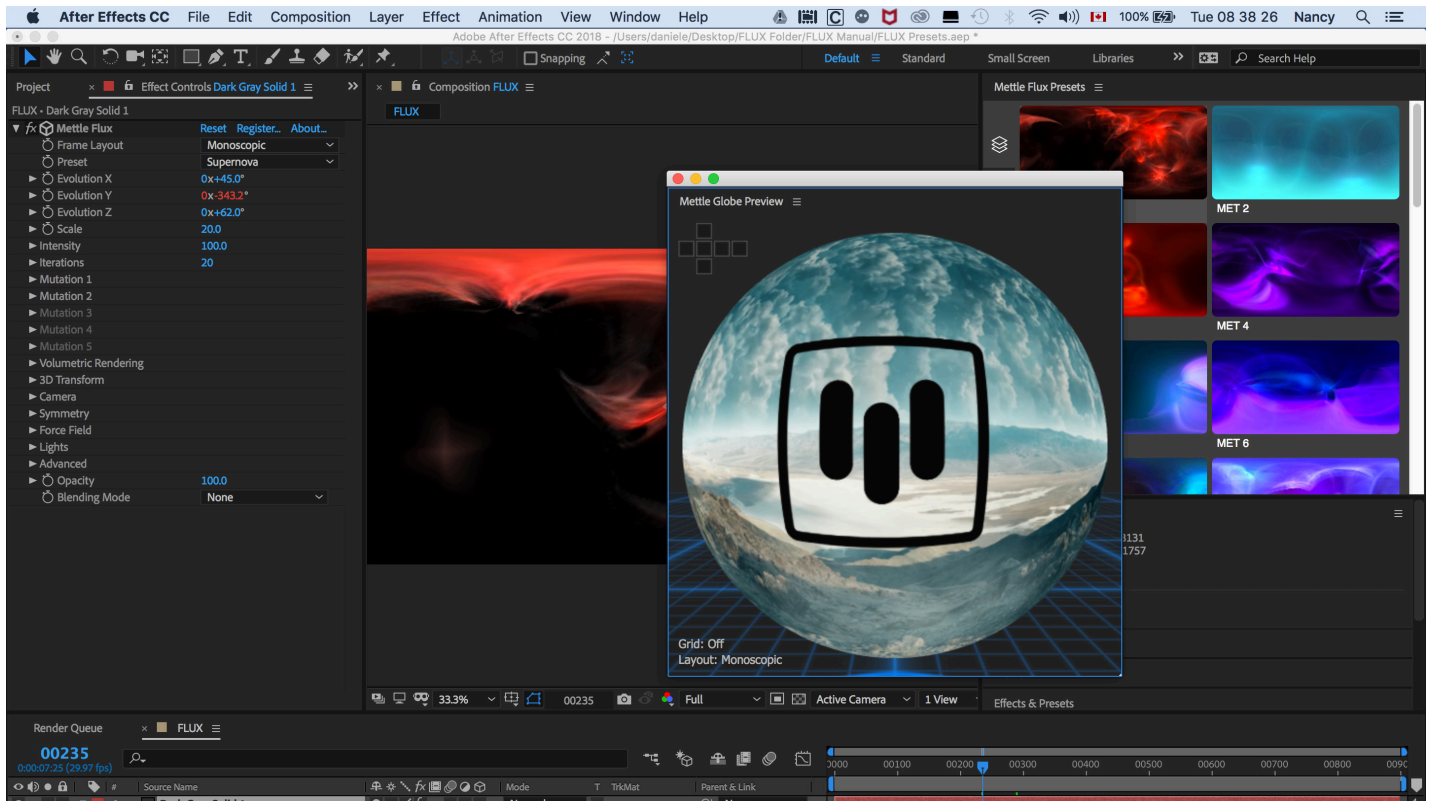 After Effects CC File Edit Composition Layer Effect Animation View Window Help 100% Tue 08 38 26 Nancy
Adobe After Effects CC 2018 - /Users/daniele/Desktop/FLUX Folder/FLUX Manual/FLUX Presets.aep *
Snapping Default Standard Small Screen Libraries Search Help
Project Effect Controls Dark Gray Solid 1
Composition FLUX
Mettle Flux Presets
FLUX • Dark Gray Solid 1
FLUX
Mettle Flux Reset Register... About...
Frame Layout Monoscopic
Preset Supernova
Evolution X 0x+45.0°
Evolution Y 0x-343.2°
Evolution Z 0x+62.0°
Scale 20.0
Intensity 100.0
Iterations 20
Mutation 1
Mutation 2
Mutation 3
Mutation 4
Mutation 5
Volumetric Rendering
3D Transform
Camera
Symmetry
Force Field
Lights
Advanced
Opacity 100.0
Blending Mode None
Mettle Globe Preview
Grid: Off
Layout: Monoscopic
MET 2
MET 4
MET 6
3131
1757
33.3% 00235 Full Active Camera 1 View
Effects & Presets
Render Queue FLUX
00235
0:00:07:25 (29.97 fps)
0000 00100 00200 00300 00400 00500 00600 00700 00800 0090
# Source Name Mode T TrkMat Parent & Link